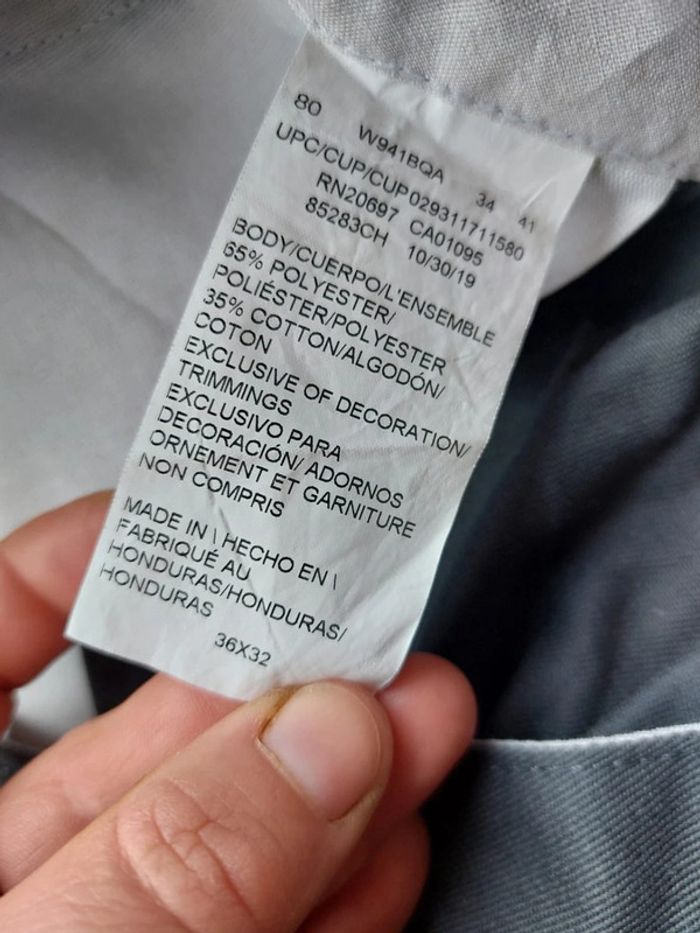 80 W941BQA 34 41
UPC/CUP/CUP029311711580
RN20697 CA01095
85283CH 10/30/19
BODY/CUERPO/L'ENSEMBLE
65% POLYESTER/
POLIÉSTER/POLYESTER
35% COTTON/ALGODÓN/
COTON
EXCLUSIVE OF DECORATION/
TRIMMINGS
EXCLUSIVO PARA
DECORACIÓN/ ADORNOS
ORNEMENT ET GARNITURE
NON COMPRIS
MADE IN \ HECHO EN \
FABRIQUÉ AU
HONDURAS/HONDURAS/
HONDURAS
36X32